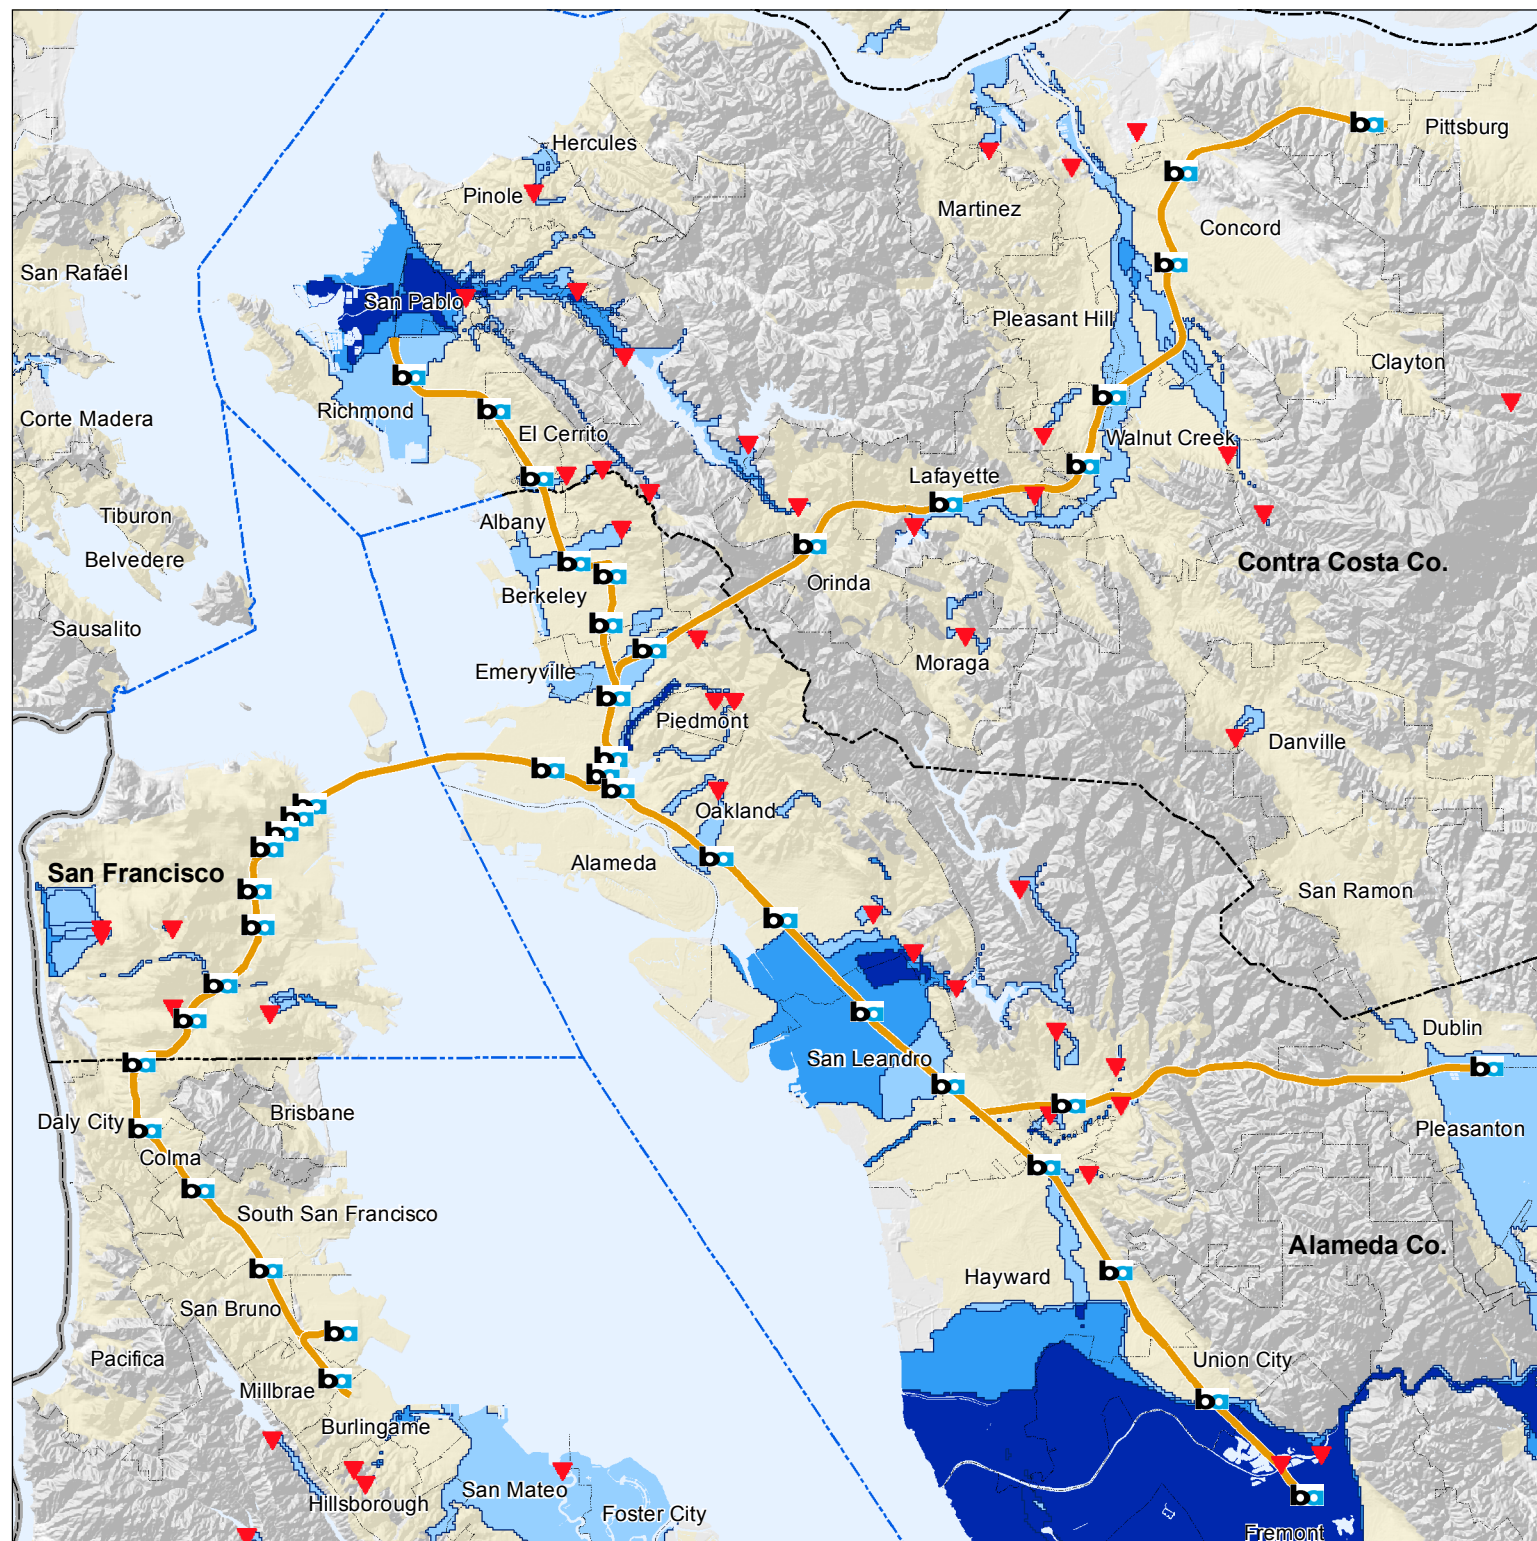 Hercules
Pittsburg
Pinole
Martinez
Concord
San Rafael
San Pablo
Pleasant Hill
Clayton
Richmond
Corte Madera
El Cerrito
Walnut Creek
Lafayette
Tiburon
Albany
Belvedere
Contra Costa Co.
Orinda
Berkeley
Sausalito
Moraga
Emeryville
Piedmont
Danville
Oakland
Alameda
San Francisco
San Ramon
Dublin
San Leandro
Brisbane
Daly City
Pleasanton
Colma
South San Francisco
Alameda Co.
Hayward
San Bruno
Pacifica
Union City
Millbrae
Burlingame
San Mateo
Hillsborough
Foster City
Fremont